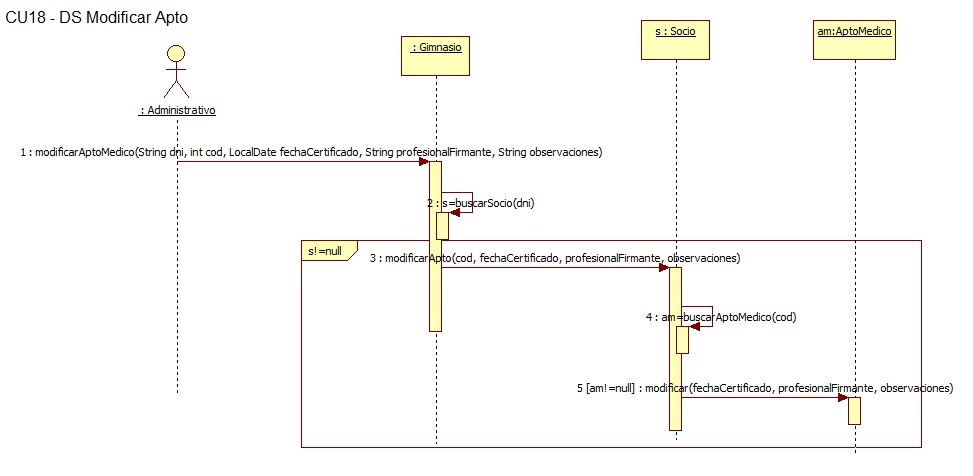 CU18 - DS Modificar Apto
: Gimnasio
s : Socio
am:AptoMedico
: Administrativo
1 : modificarAptoMedico(String dni, int cod, LocalDate fechaCertificado, String profesionalFirmante, String observaciones)
2 : s=buscarSocio(dni)
s!=null
3 : modificarApto(cod, fechaCertificado, profesionalFirmante, observaciones)
4 : am=buscarAptoMedico(cod)
5 [am!=null] : modificar(fechaCertificado, profesionalFirmante, observaciones)